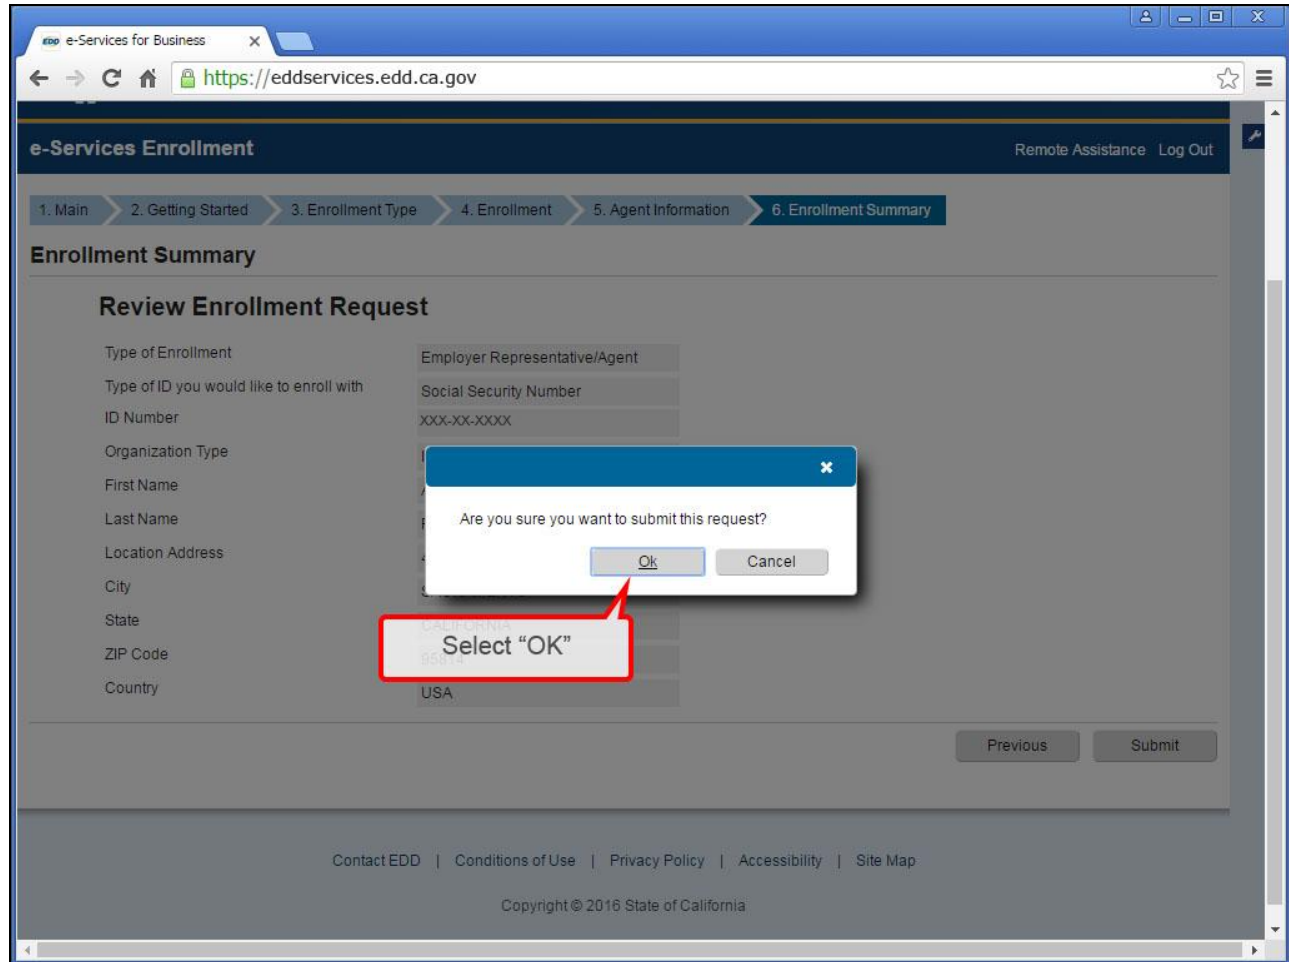 EDD e-Services for Business
https://eddservices.edd.ca.gov
e-Services Enrollment
Remote Assistance Log Out
1. Main 2. Getting Started 3. Enrollment Type 4. Enrollment 5. Agent Information 6. Enrollment Summary
Enrollment Summary
Review Enrollment Request
Type of Enrollment Employer Representative/Agent
Type of ID you would like to enroll with Social Security Number
ID Number XXX-XX-XXXX
Organization Type
First Name
Last Name
Location Address
City
State CALIFORNIA
ZIP Code 95814
Country USA
Are you sure you want to submit this request?
Ok Cancel
Select “OK”
Previous Submit
Contact EDD | Conditions of Use | Privacy Policy | Accessibility | Site Map
Copyright © 2016 State of California